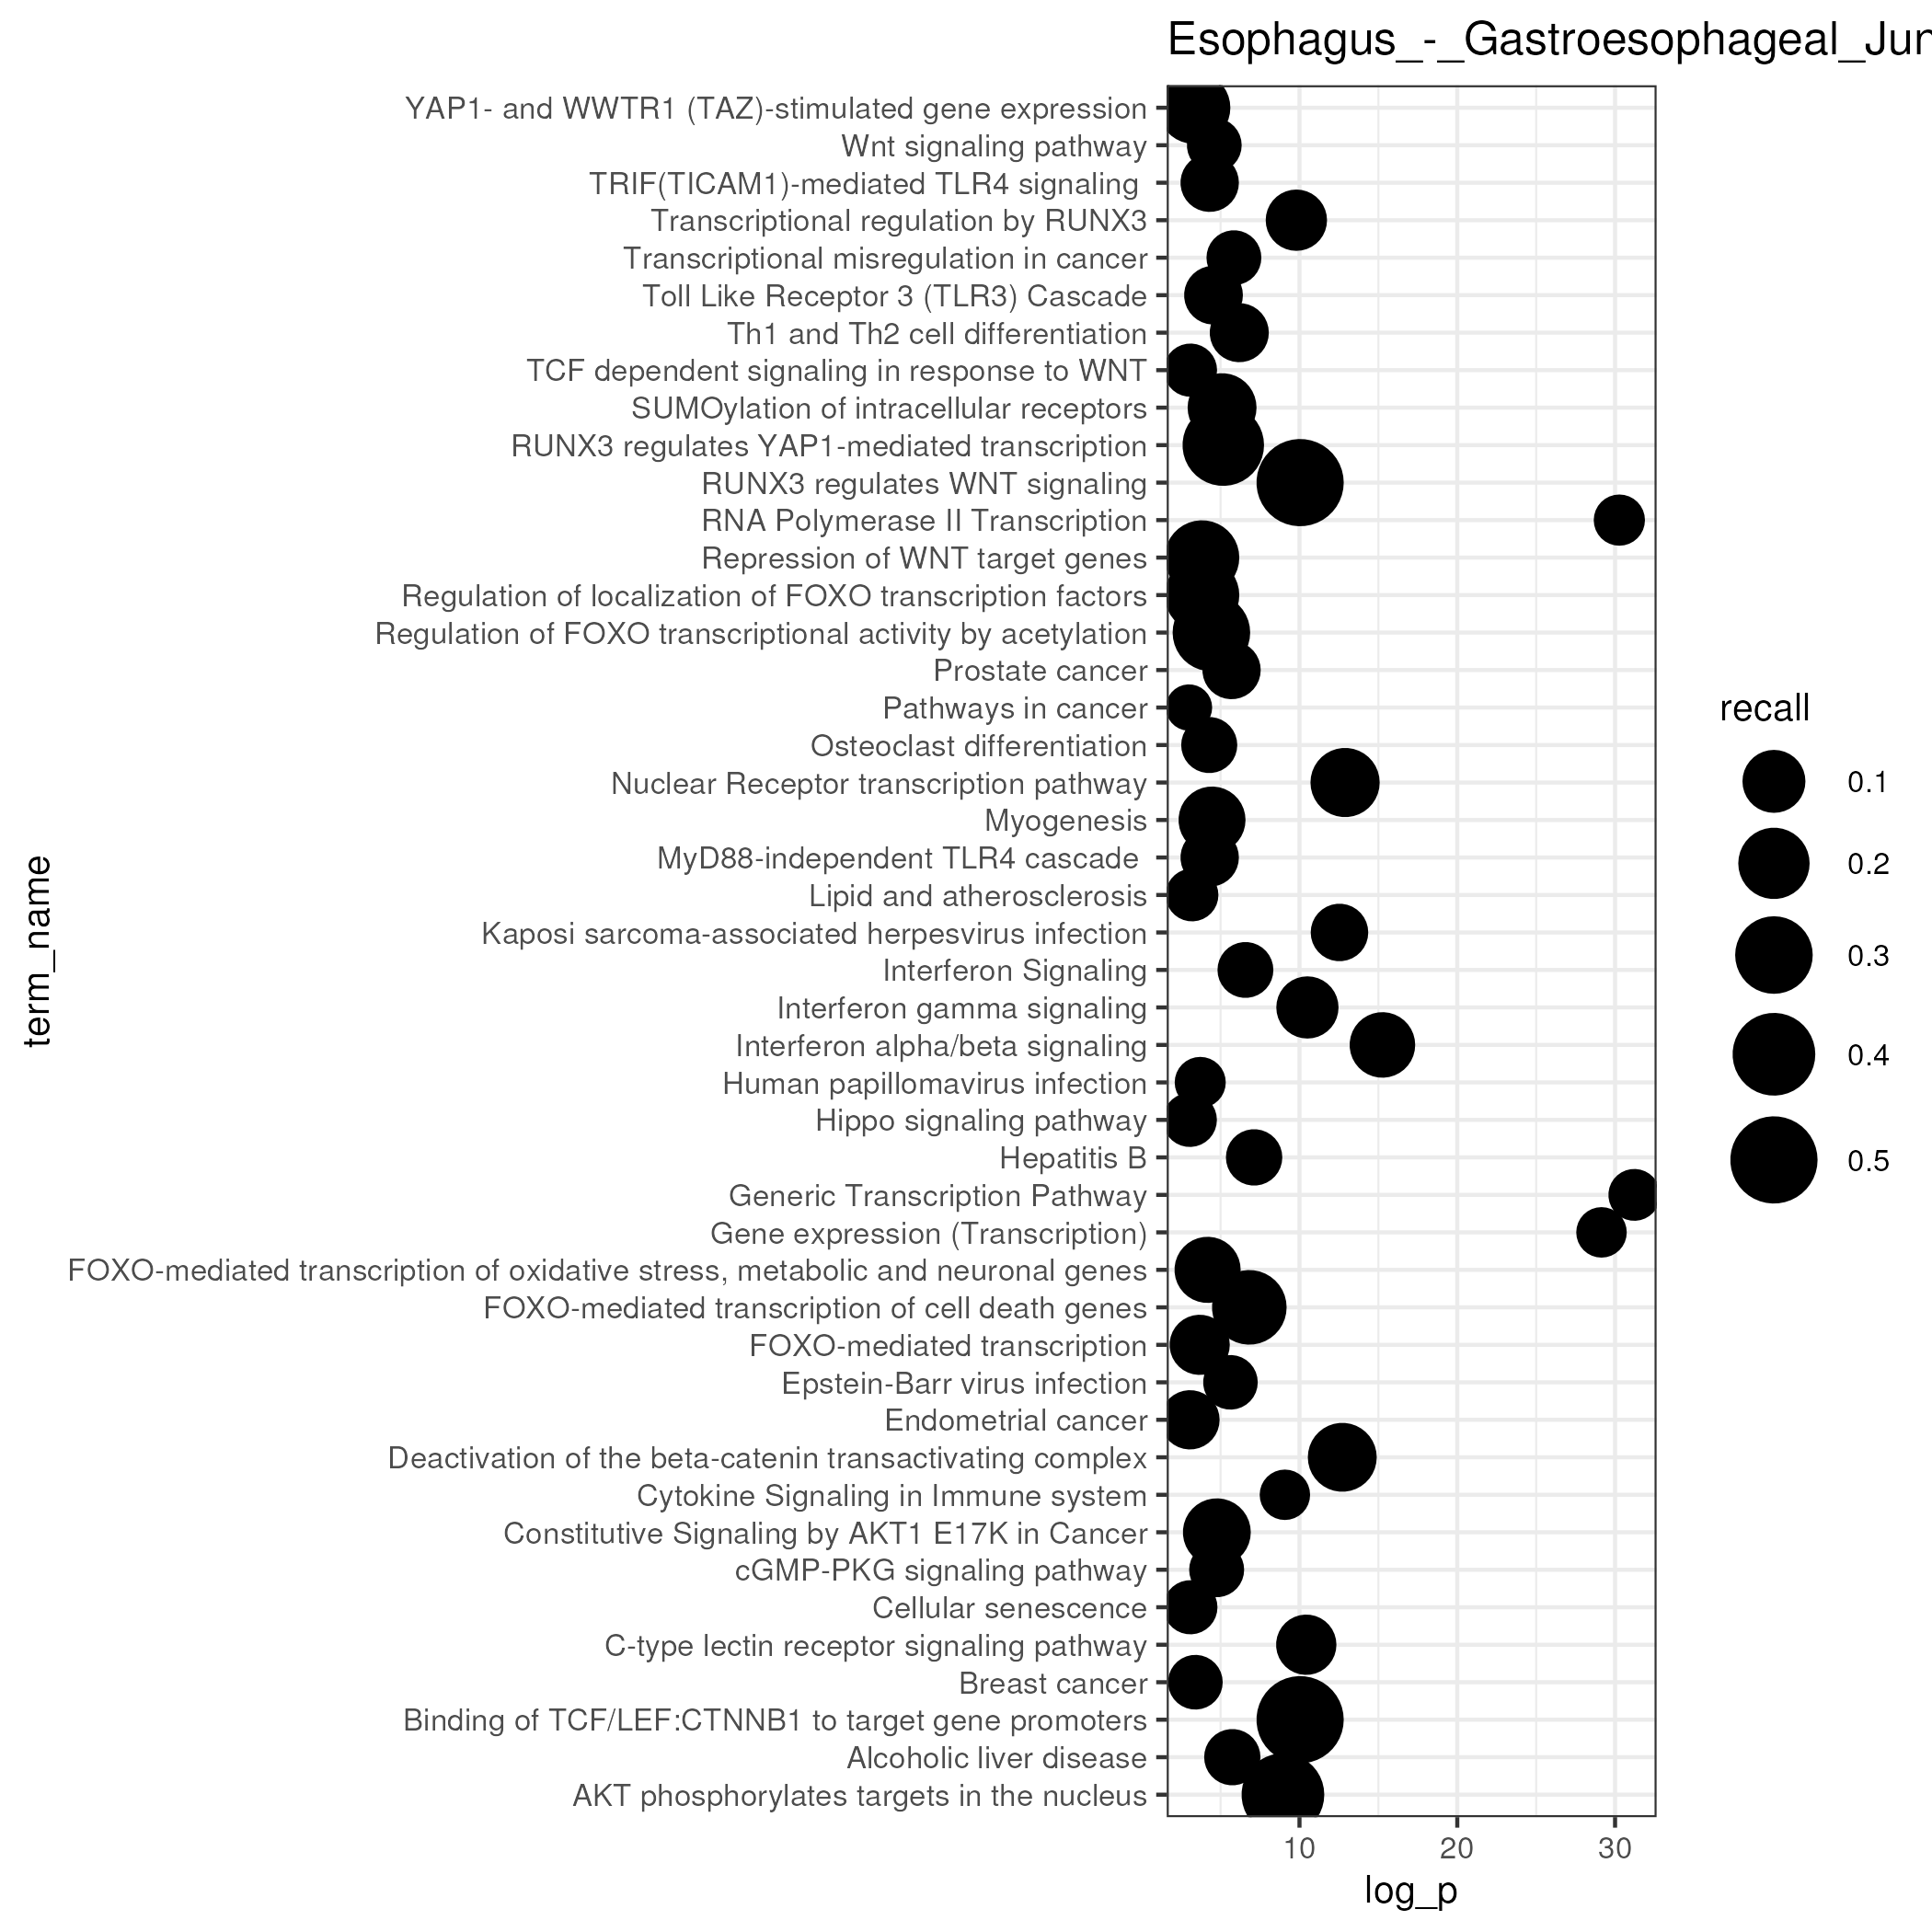 Esophagus_-_Gastroesophageal_Jun
YAP1- and WWTR1 (TAZ)-stimulated gene expression
Wnt signaling pathway
TRIF(TICAM1)-mediated TLR4 signaling
Transcriptional regulation by RUNX3
Transcriptional misregulation in cancer
Toll Like Receptor 3 (TLR3) Cascade
Th1 and Th2 cell differentiation
TCF dependent signaling in response to WNT
SUMOylation of intracellular receptors
RUNX3 regulates YAP1-mediated transcription
RUNX3 regulates WNT signaling
RNA Polymerase II Transcription
Repression of WNT target genes
Regulation of localization of FOXO transcription factors
Regulation of FOXO transcriptional activity by acetylation
Prostate cancer
Pathways in cancer
Osteoclast differentiation
Nuclear Receptor transcription pathway
Myogenesis
MyD88-independent TLR4 cascade
Lipid and atherosclerosis
Kaposi sarcoma-associated herpesvirus infection
Interferon Signaling
Interferon gamma signaling
Interferon alpha/beta signaling
Human papillomavirus infection
Hippo signaling pathway
Hepatitis B
Generic Transcription Pathway
Gene expression (Transcription)
FOXO-mediated transcription of oxidative stress, metabolic and neuronal genes
FOXO-mediated transcription of cell death genes
FOXO-mediated transcription
Epstein-Barr virus infection
Endometrial cancer
Deactivation of the beta-catenin transactivating complex
Cytokine Signaling in Immune system
Constitutive Signaling by AKT1 E17K in Cancer
cGMP-PKG signaling pathway
Cellular senescence
C-type lectin receptor signaling pathway
Breast cancer
Binding of TCF/LEF:CTNNB1 to target gene promoters
Alcoholic liver disease
AKT phosphorylates targets in the nucleus
term_name
10 20 30
log_p
recall
0.1
0.2
0.3
0.4
0.5